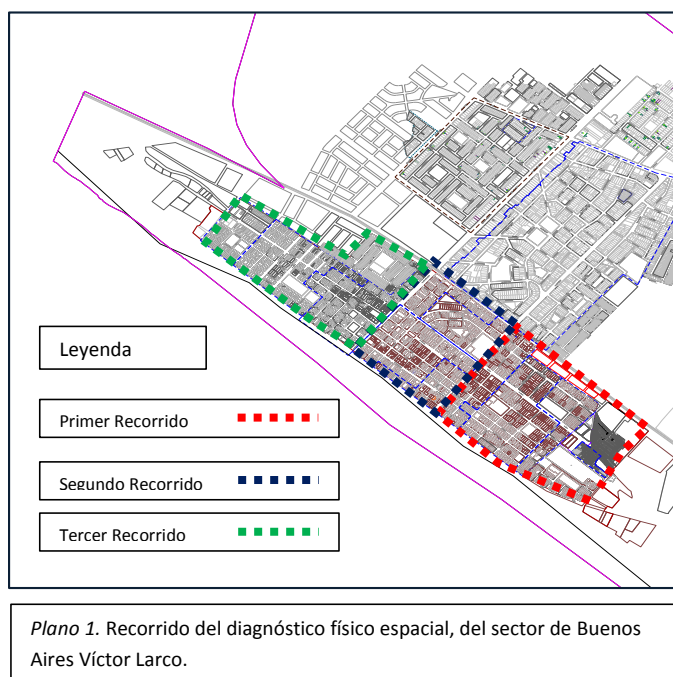 Leyenda
Primer Recorrido
Segundo Recorrido
Tercer Recorrido
Plano 1. Recorrido del diagnóstico físico espacial, del sector de Buenos
Aires Víctor Larco.